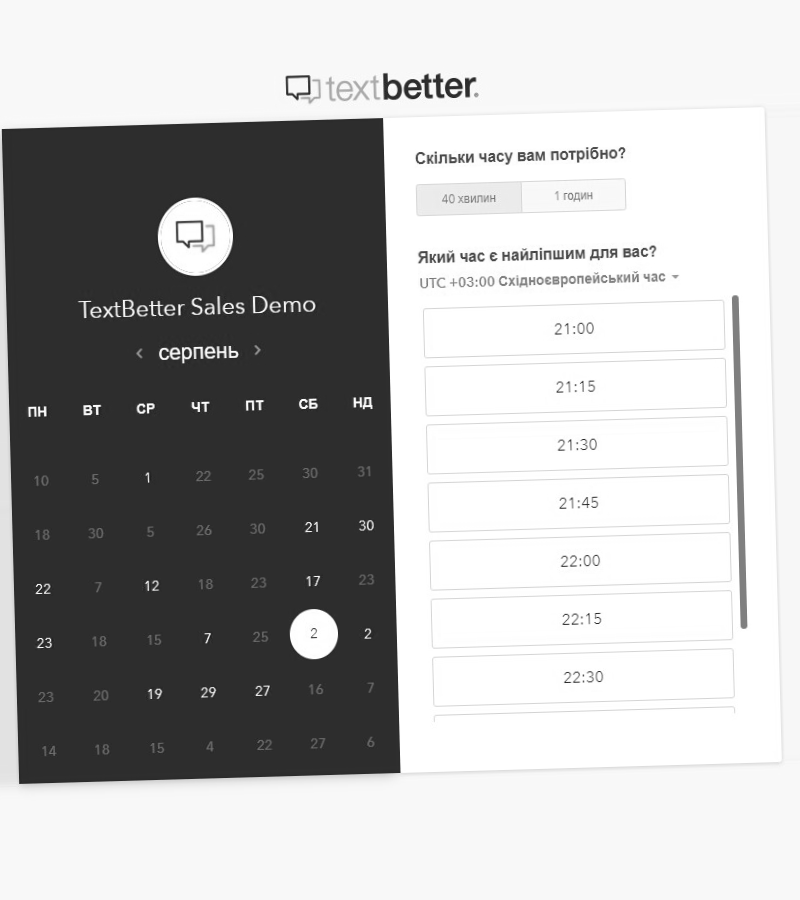 textbetter.
TextBetter Sales Demo
‹ серпень ›
ПН ВТ СР ЧТ ПТ СБ НД
10 5 1 22 25 30 31
18 30 5 26 30 21 30
22 7 12 18 23 17 23
23 18 15 7 25 2 2
23 20 19 29 27 16 7
14 18 15 4 22 27 6
Скільки часу вам потрібно?
40 хвилин 1 годин
Який час є найліпшим для вас?
UTC +03:00 Східноєвропейський час
21:00
21:15
21:30
21:45
22:00
22:15
22:30